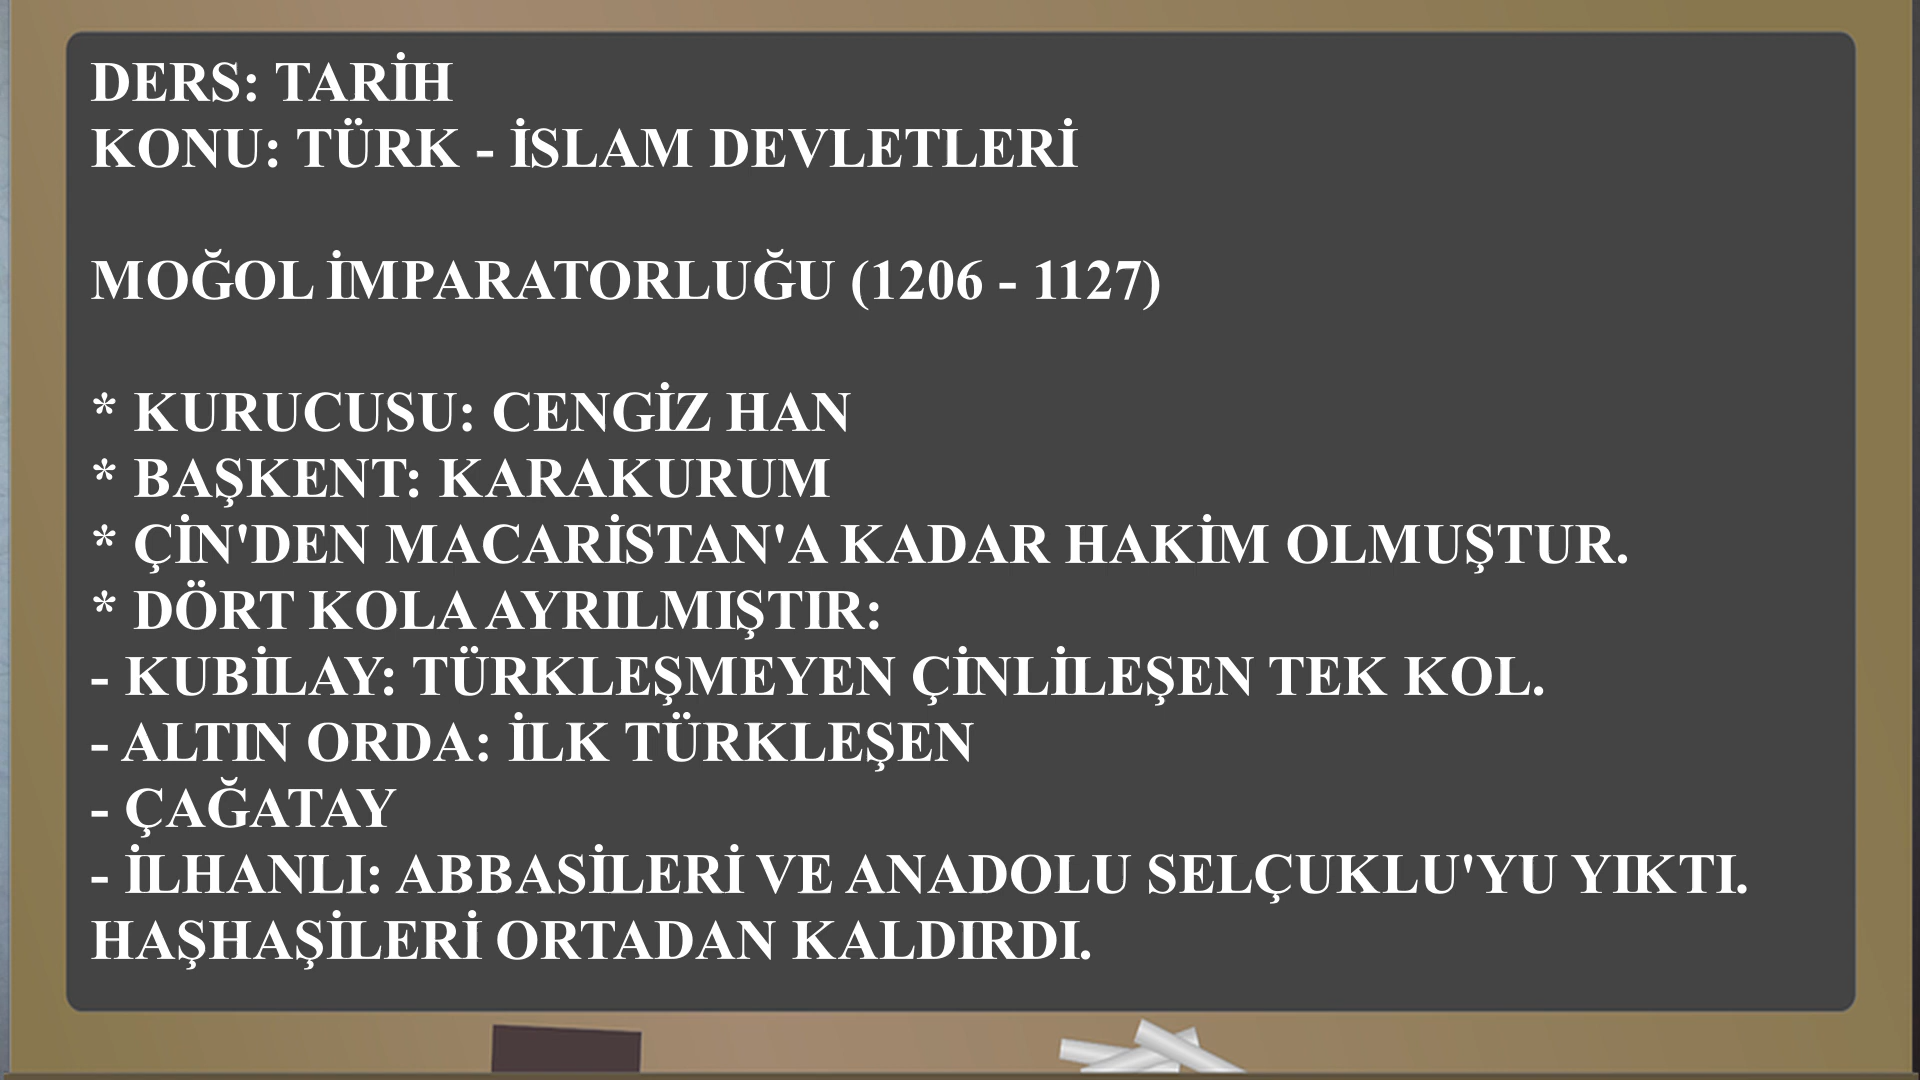 DERS: TARİH
KONU: TÜRK - İSLAM DEVLETLERİ
MOĞOL İMPARATORLUĞU (1206 - 1127)
* KURUCUSU: CENGİZ HAN
* BAŞKENT: KARAKURUM
* ÇİN'DEN MACARİSTAN'A KADAR HAKİM OLMUŞTUR.
* DÖRT KOLA AYRILMIŞTIR:
- KUBİLAY: TÜRKLEŞMEYEN ÇİNLİLEŞEN TEK KOL.
- ALTIN ORDA: İLK TÜRKLEŞEN
- ÇAĞATAY
- İLHANLI: ABBASİLERİ VE ANADOLU SELÇUKLU'YU YIKTI.
HAŞHAŞİLERİ ORTADAN KALDIRDI.